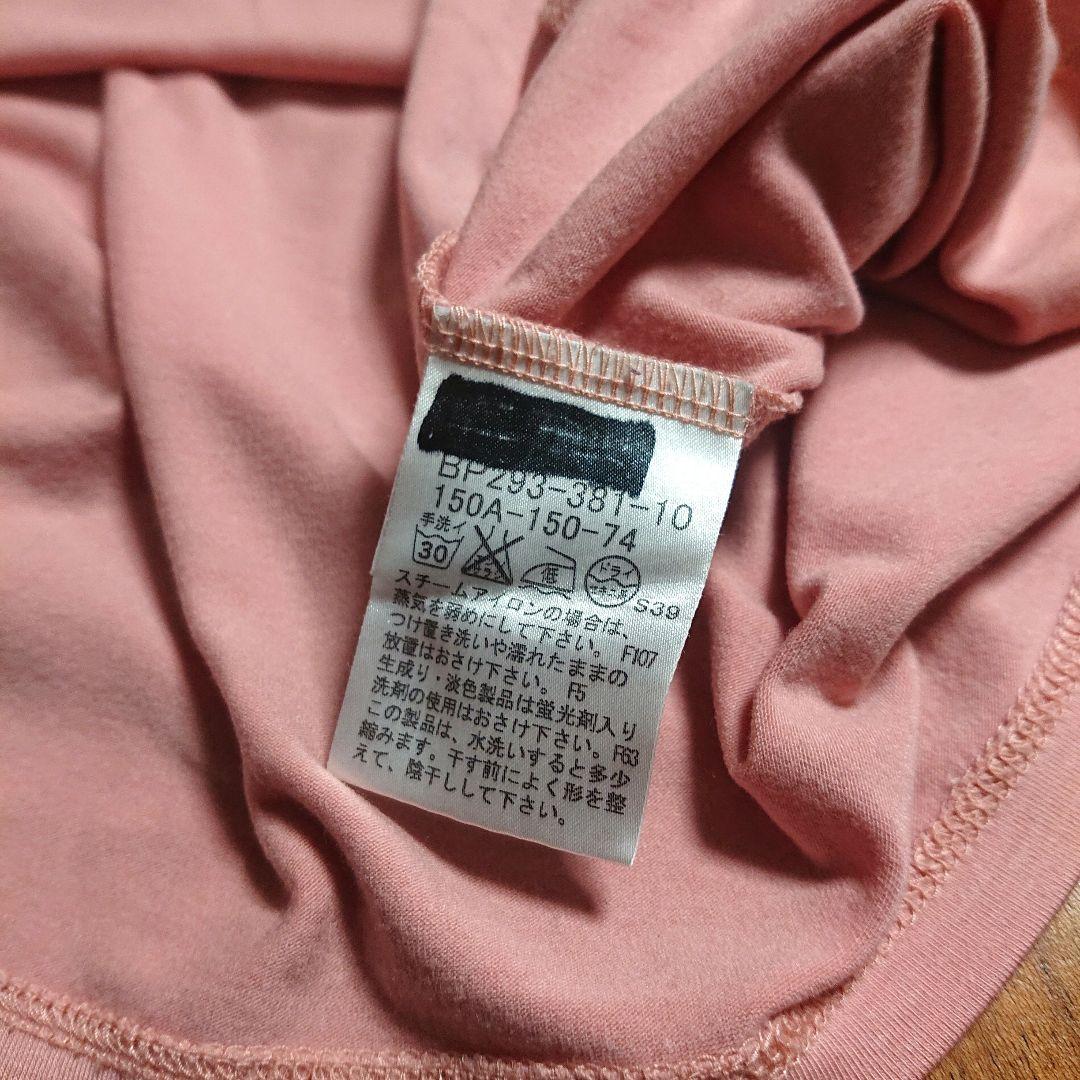 BP293-381-10
150A-150-74
手洗イ
30 低 ドライ S39
スチームアイロンの場合は、
蒸気を弱めにして下さい。 F107
つけ置き洗いや濡れたままの
放置はおさけ下さい。 F5
生成り・淡色製品は蛍光剤入り
洗剤の使用はおさけ下さい。F63
この製品は、水洗いすると多少
縮みます。干す前によく形を整
えて、陰干しして下さい。